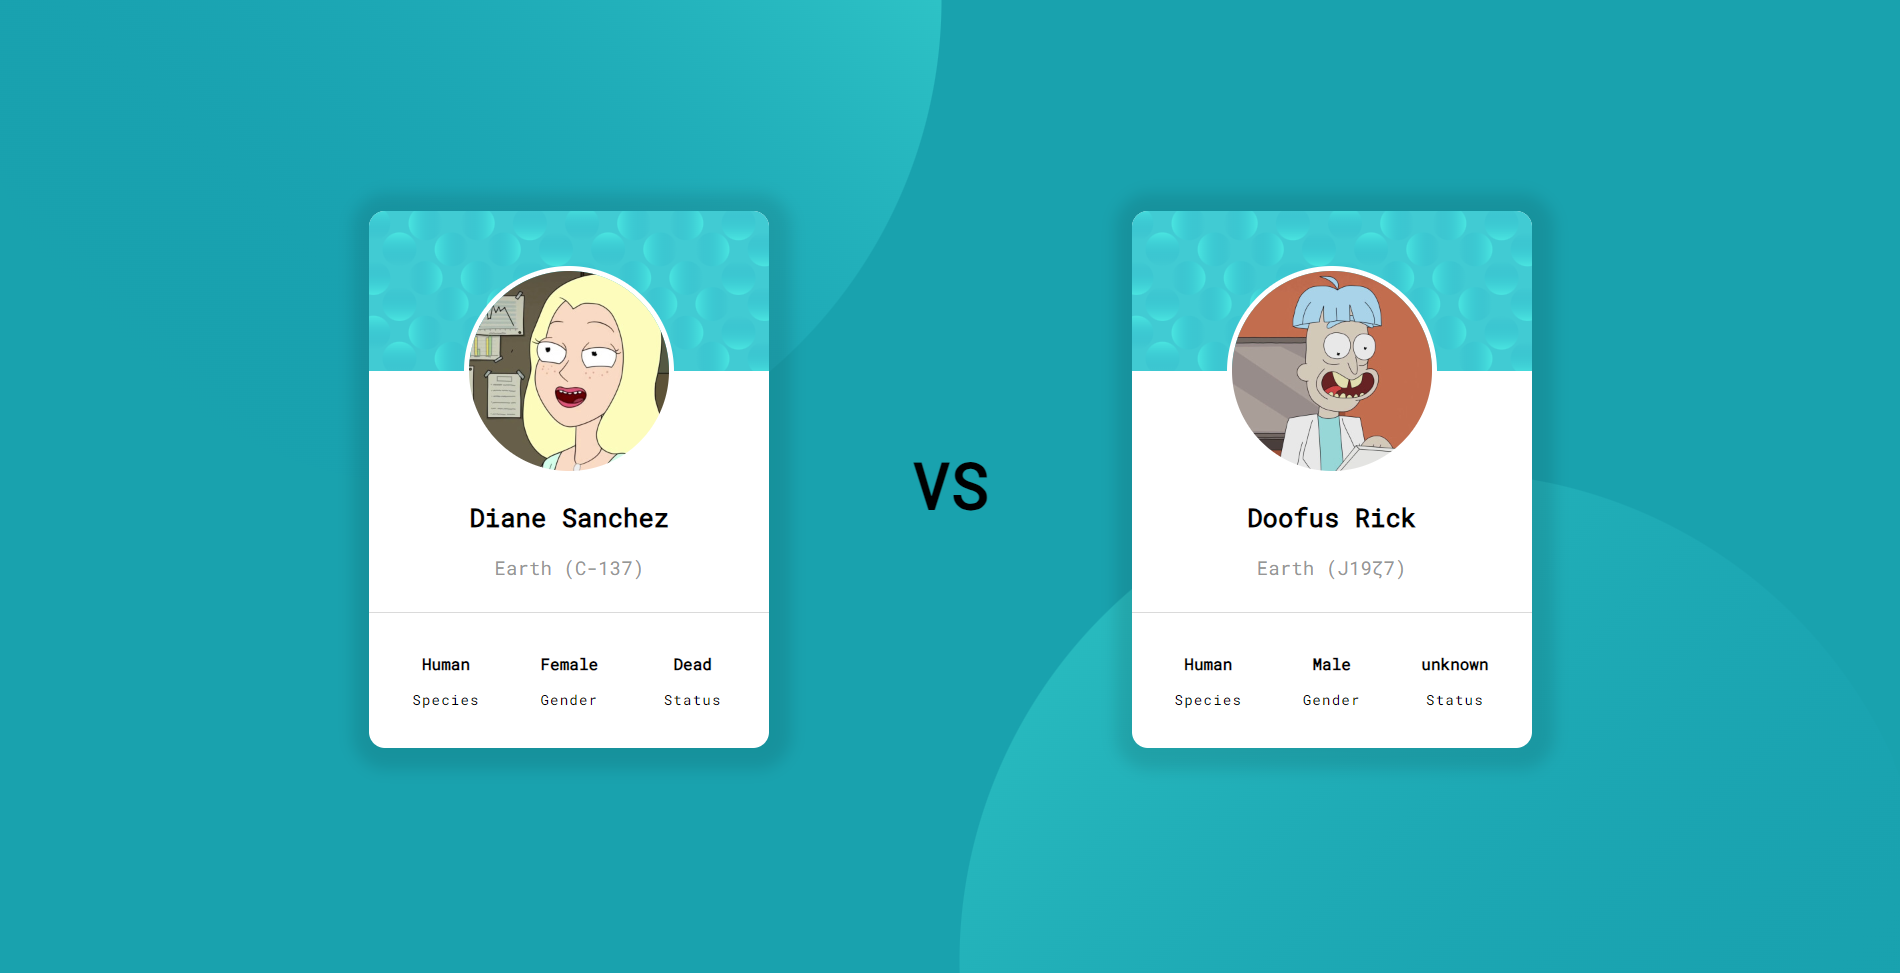 Diane Sanchez
Earth (C-137)
Human Female Dead
Species Gender Status
VS
Doofus Rick
Earth (J19ζ7)
Human Male unknown
Species Gender Status